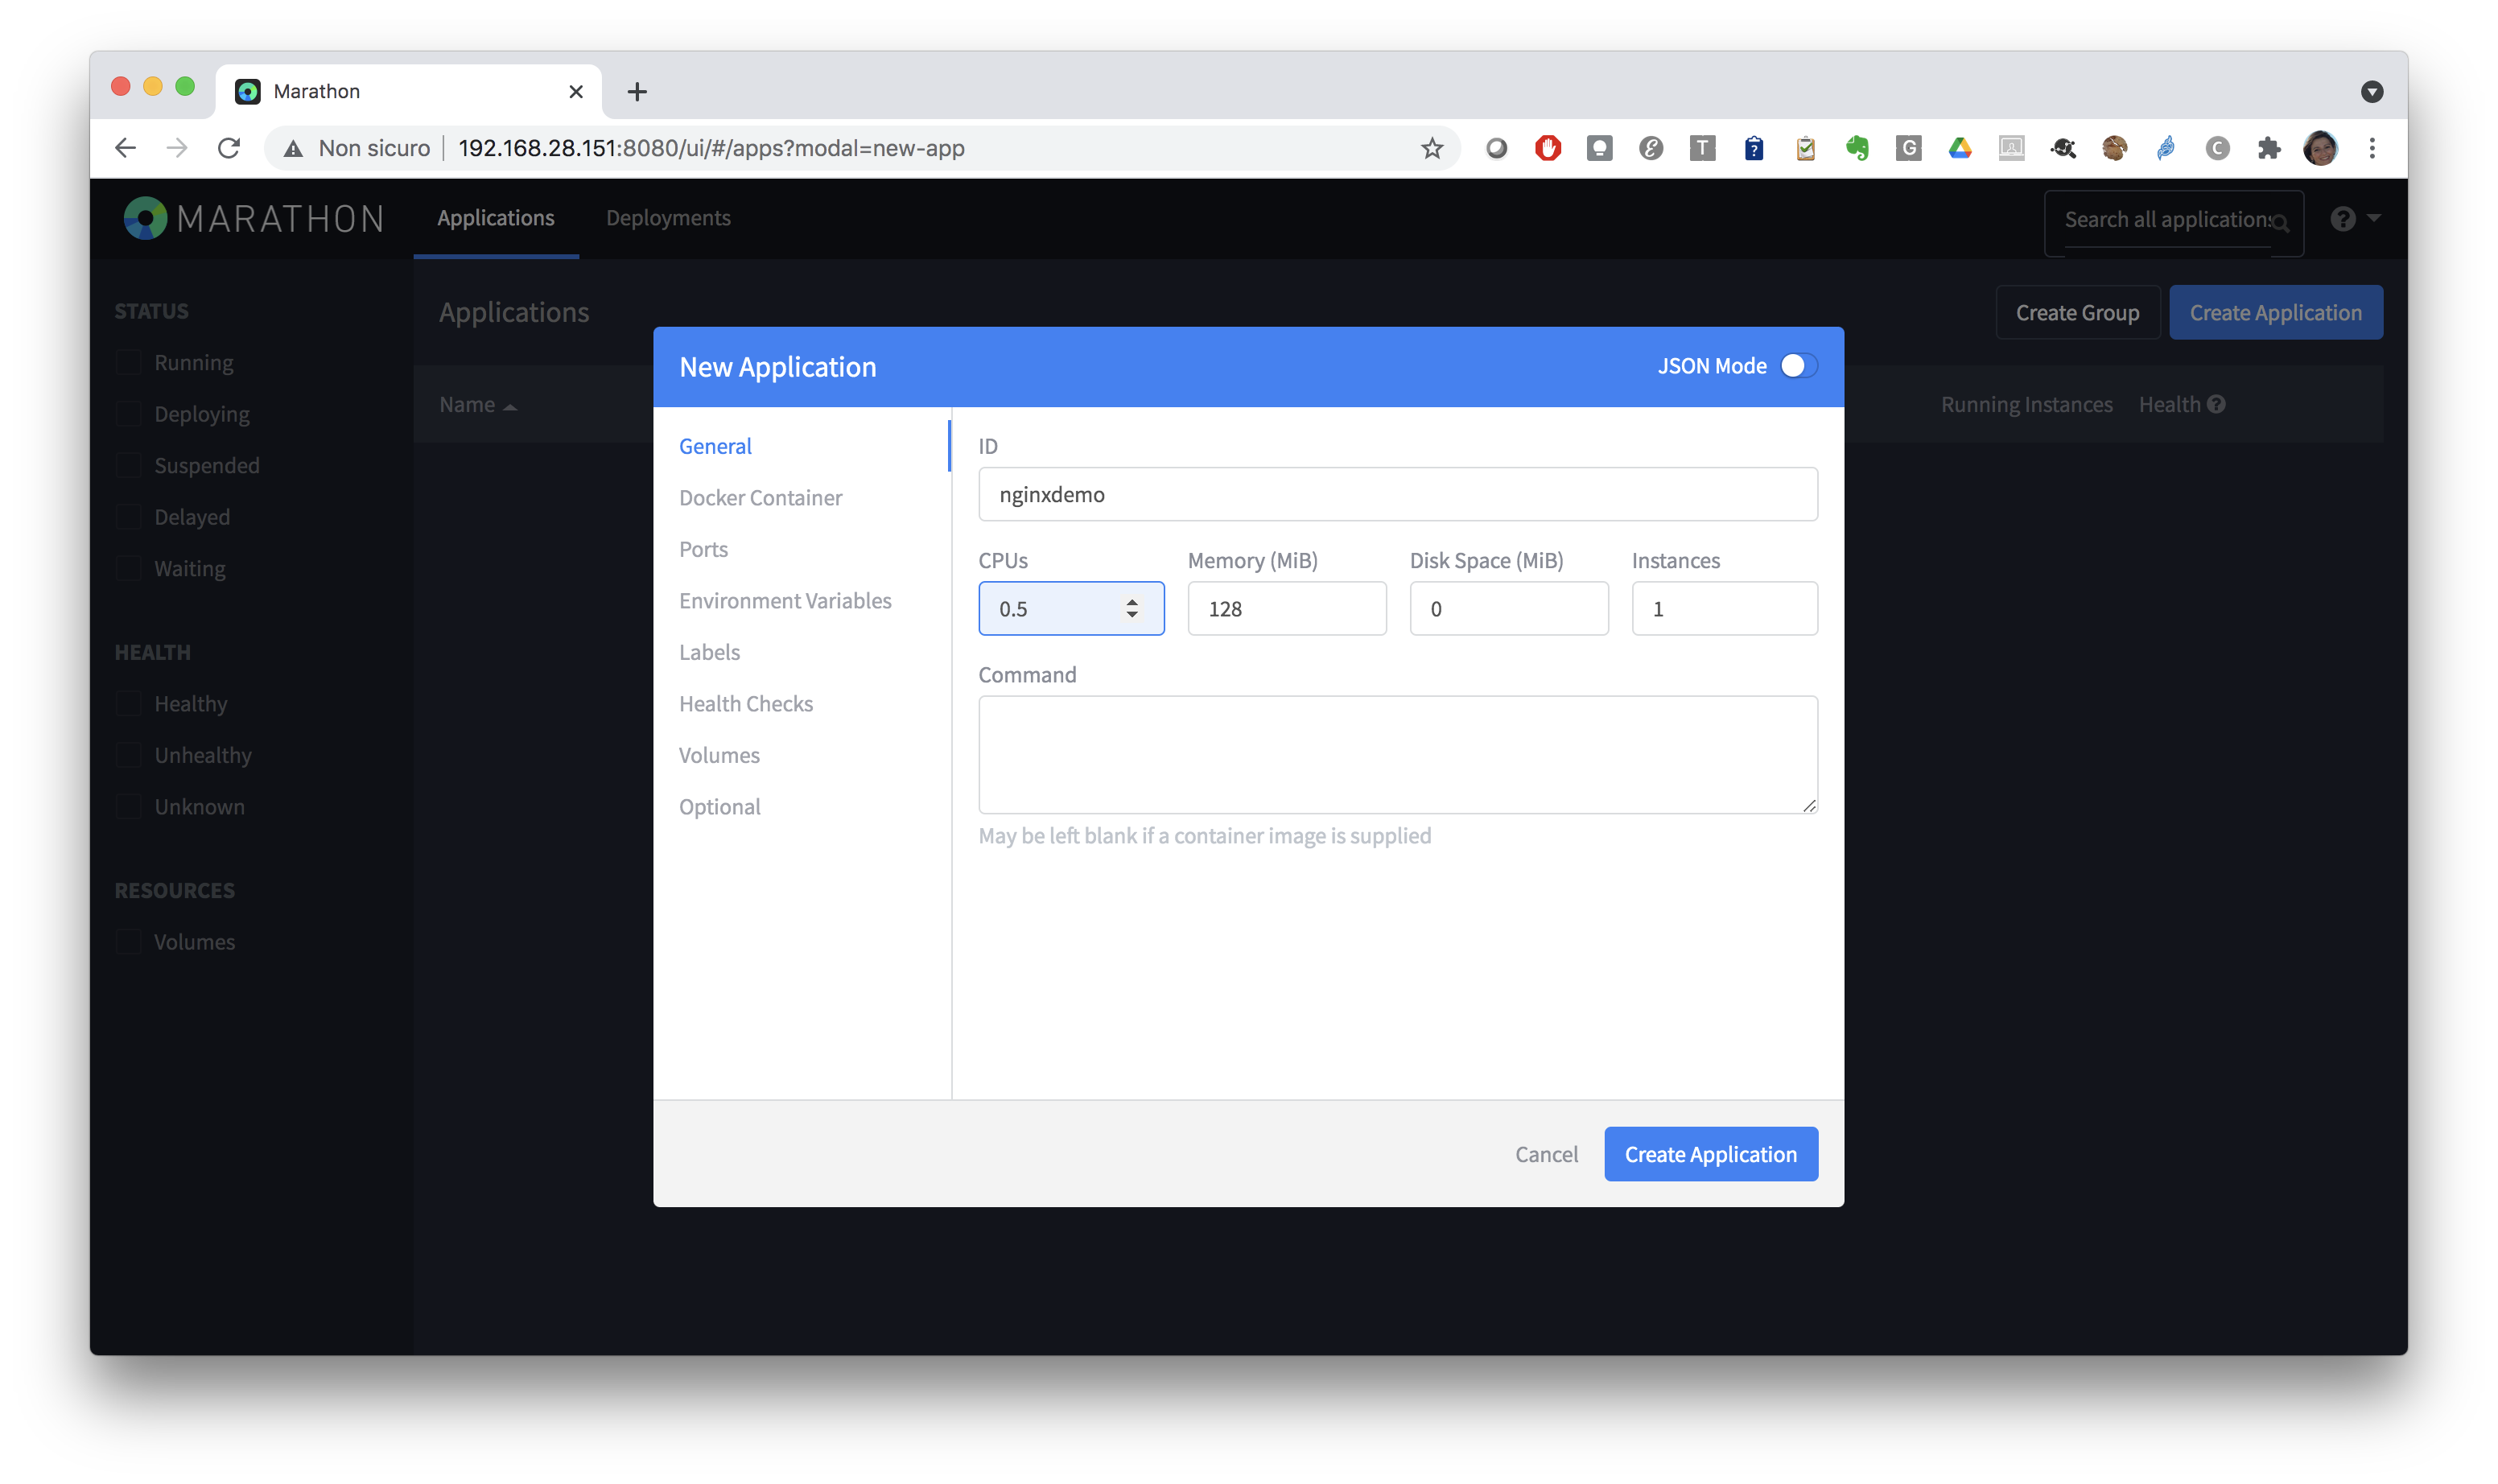 Marathon
Non sicuro
192.168.28.151:8080/ui/#/apps?modal=new-app
MARATHON
Applications
Deployments
Search all applications
STATUS
Running
Deploying
Suspended
Delayed
Waiting
HEALTH
Healthy
Unhealthy
Unknown
RESOURCES
Volumes
Applications
Create Group
Create Application
Name
Running Instances
Health
New Application
JSON Mode
General
Docker Container
Ports
Environment Variables
Labels
Health Checks
Volumes
Optional
ID
nginxdemo
CPUs
Memory (MiB)
Disk Space (MiB)
Instances
0.5
128
0
1
Command
May be left blank if a container image is supplied
Cancel
Create Application